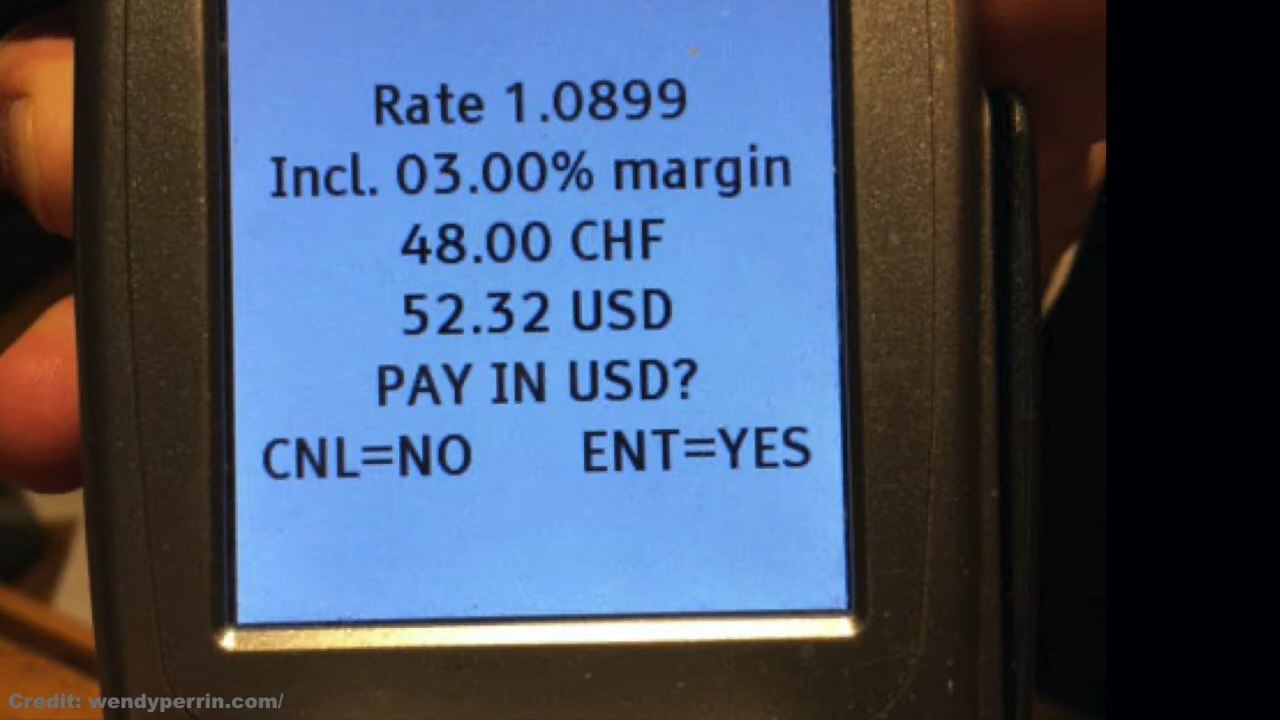 Rate 1.0899
Incl. 03.00% margin
48.00 CHF
52.32 USD
PAY IN USD?
CNL=NO ENT=YES
Credit: wendyperrin.com/